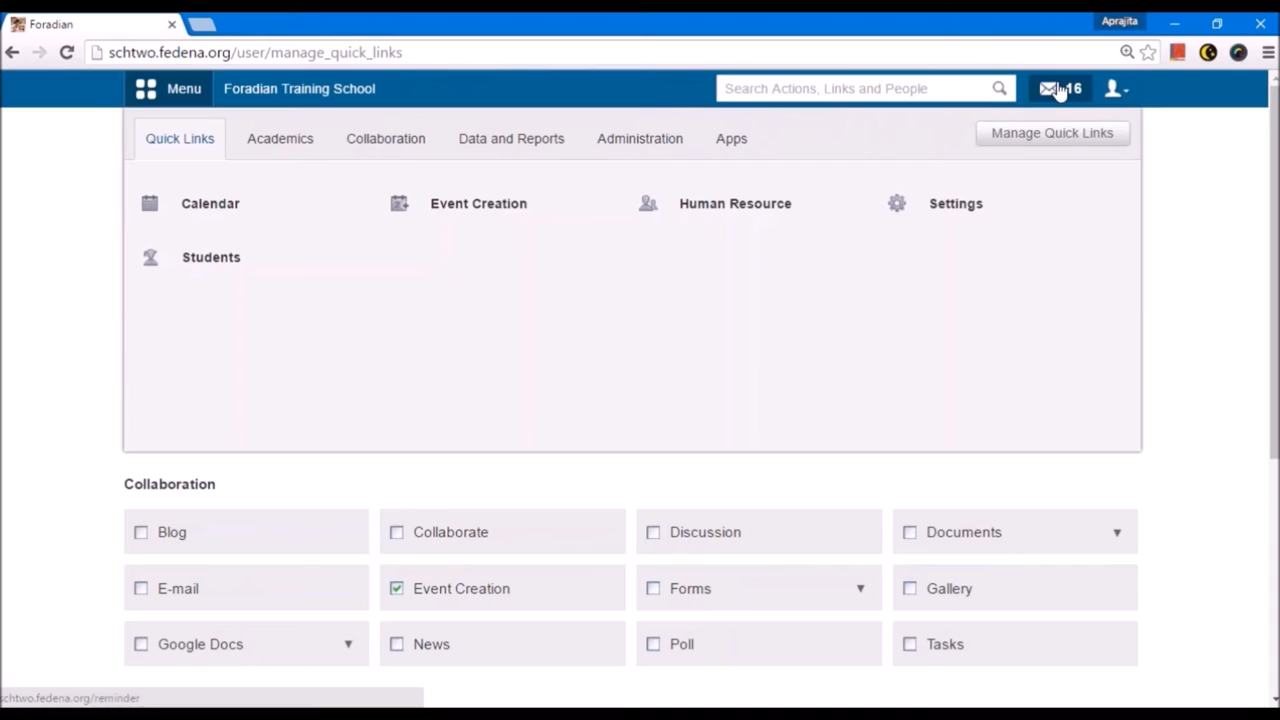 Foradian
Aprajita
schtwo.fedena.org/user/manage_quick_links
Menu
Foradian Training School
Search Actions, Links and People
16
Quick Links
Academics
Collaboration
Data and Reports
Administration
Apps
Manage Quick Links
Calendar
Event Creation
Human Resource
Settings
Students
Collaboration
Blog
Collaborate
Discussion
Documents
E-mail
Event Creation
Forms
Gallery
Google Docs
News
Poll
Tasks
schtwo.fedena.org/reminder